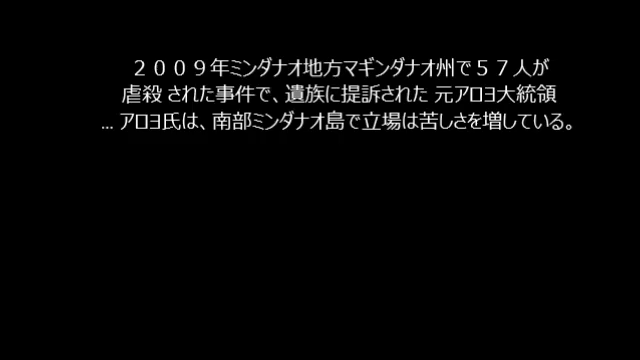 ２００９年ミンダナオ地方マギンダナオ州で５７人が
虐殺 された事件で、遺族に提訴された 元アロヨ大統領
... アロヨ氏は、南部ミンダナオ島で立場は苦しさを増している。